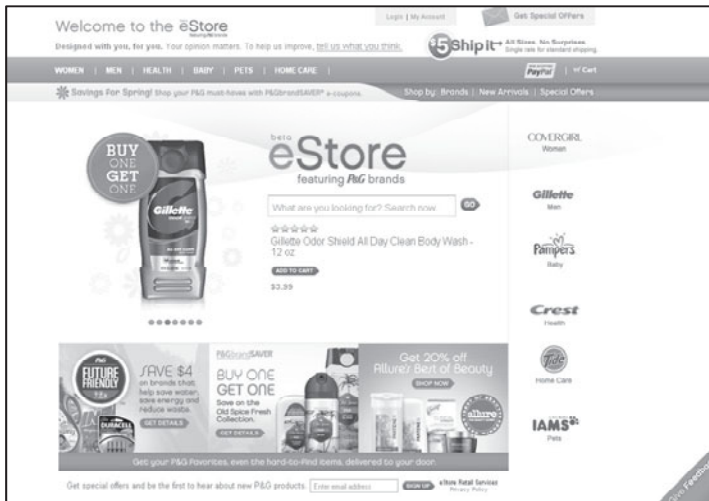 Login | My Account
Get Special Offers
Welcome to the eStore
featuring P&G brands
Designed with you, for you. Your opinion matters. To help us improve, tell us what you think.
$5 Ship it
All Sizes. No Surprises.
Single rate for standard shipping
WOMEN | MEN | HEALTH | BABY | PETS | HOME CARE |
PayPal | Cart
Savings For Spring! Shop your P&G must-haves with P&GbrandSAVER® e-coupons.
Shop by: Brands | New Arrivals | Special Offers
BUY
ONE
GET
ONE
Gillette
beta
eStore
featuring P&G brands
What are you looking for? Search now
GO
Gillette Odor Shield All Day Clean Body Wash -
12 oz
ADD TO CART
$3.99
COVERGIRL
Women
Gillette
Men
Pampers
Baby
Crest
Health
Tide
Home Care
IAMS
Pets
P&G
FUTURE
FRIENDLY
DURACELL
SAVE $4
on brands that
help save water,
save energy and
reduce waste.
GET DETAILS
P&GbrandSAVER
BUY ONE
GET ONE
Save on the
Old Spice Fresh
Collection.
GET DETAILS
Get 20% off
Allure's Best of Beauty
SHOP NOW
allure
Get your P&G Favorites, even the hard-to-find items, delivered to your door.
Get special offers and be the first to hear about new P&G products.
Enter email address
SIGN UP
eStore Retail Services
Privacy Policy
Feedback